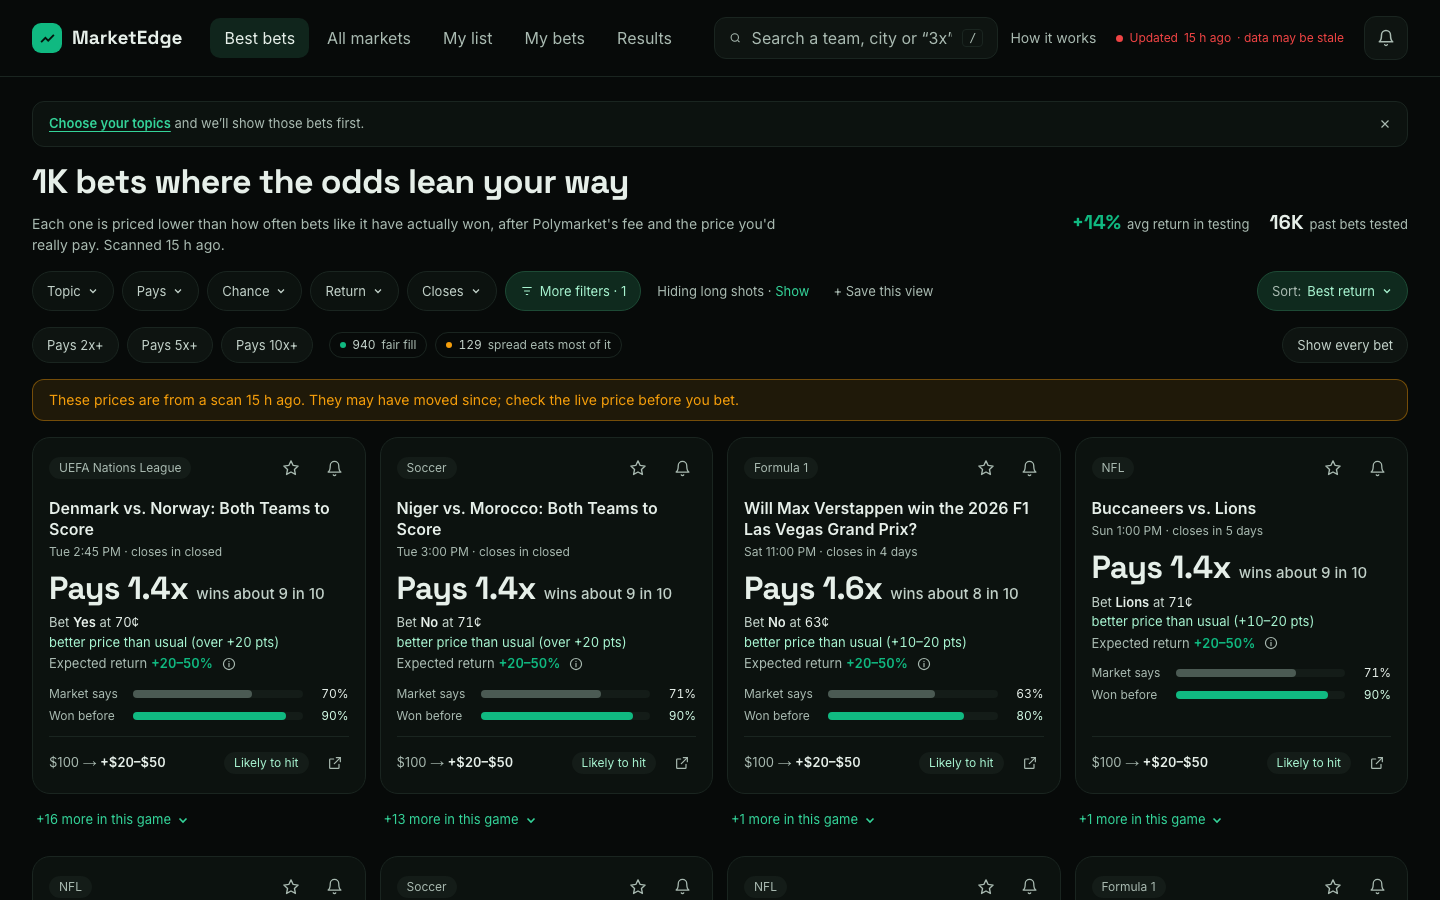 MarketEdge
Best bets
All markets
My list
My bets
Results
Search a team, city or “3x”
/
How it works
Updated 15 h ago · data may be stale
Choose your topics and we’ll show those bets first.
1K bets where the odds lean your way
Each one is priced lower than how often bets like it have actually won, after Polymarket's fee and the price you'd
really pay. Scanned 15 h ago.
+14% avg return in testing
16K past bets tested
Topic
Pays
Chance
Return
Closes
More filters · 1
Hiding long shots · Show
+ Save this view
Sort: Best return
Pays 2x+
Pays 5x+
Pays 10x+
940 fair fill
129 spread eats most of it
Show every bet
These prices are from a scan 15 h ago. They may have moved since; check the live price before you bet.
UEFA Nations League
Denmark vs. Norway: Both Teams to
Score
Tue 2:45 PM · closes in closed
Pays 1.4x wins about 9 in 10
Bet Yes at 70¢
better price than usual (over +20 pts)
Expected return +20–50%
Market says 70%
Won before 90%
$100 → +$20–$50
Likely to hit
+16 more in this game
Soccer
Niger vs. Morocco: Both Teams to
Score
Tue 3:00 PM · closes in closed
Pays 1.4x wins about 9 in 10
Bet No at 71¢
better price than usual (over +20 pts)
Expected return +20–50%
Market says 71%
Won before 90%
$100 → +$20–$50
Likely to hit
+13 more in this game
Formula 1
Will Max Verstappen win the 2026 F1
Las Vegas Grand Prix?
Sat 11:00 PM · closes in 4 days
Pays 1.6x wins about 8 in 10
Bet No at 63¢
better price than usual (+10–20 pts)
Expected return +20–50%
Market says 63%
Won before 80%
$100 → +$20–$50
Likely to hit
+1 more in this game
NFL
Buccaneers vs. Lions
Sun 1:00 PM · closes in 5 days
Pays 1.4x wins about 9 in 10
Bet Lions at 71¢
better price than usual (+10–20 pts)
Expected return +20–50%
Market says 71%
Won before 90%
$100 → +$20–$50
Likely to hit
+1 more in this game
NFL
Soccer
NFL
Formula 1